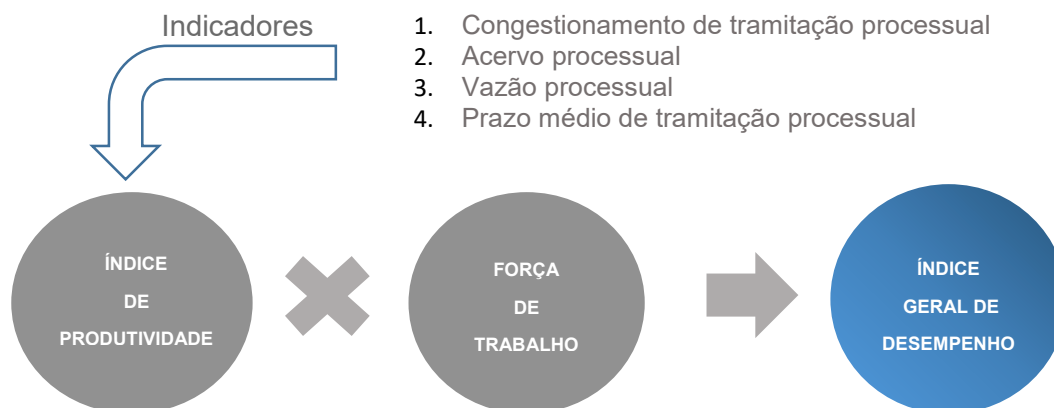 Indicadores
1. Congestionamento de tramitação processual
2. Acervo processual
3. Vazão processual
4. Prazo médio de tramitação processual
ÍNDICE
DE
PRODUTIVIDADE
FORÇA
DE
TRABALHO
ÍNDICE
GERAL DE
DESEMPENHO